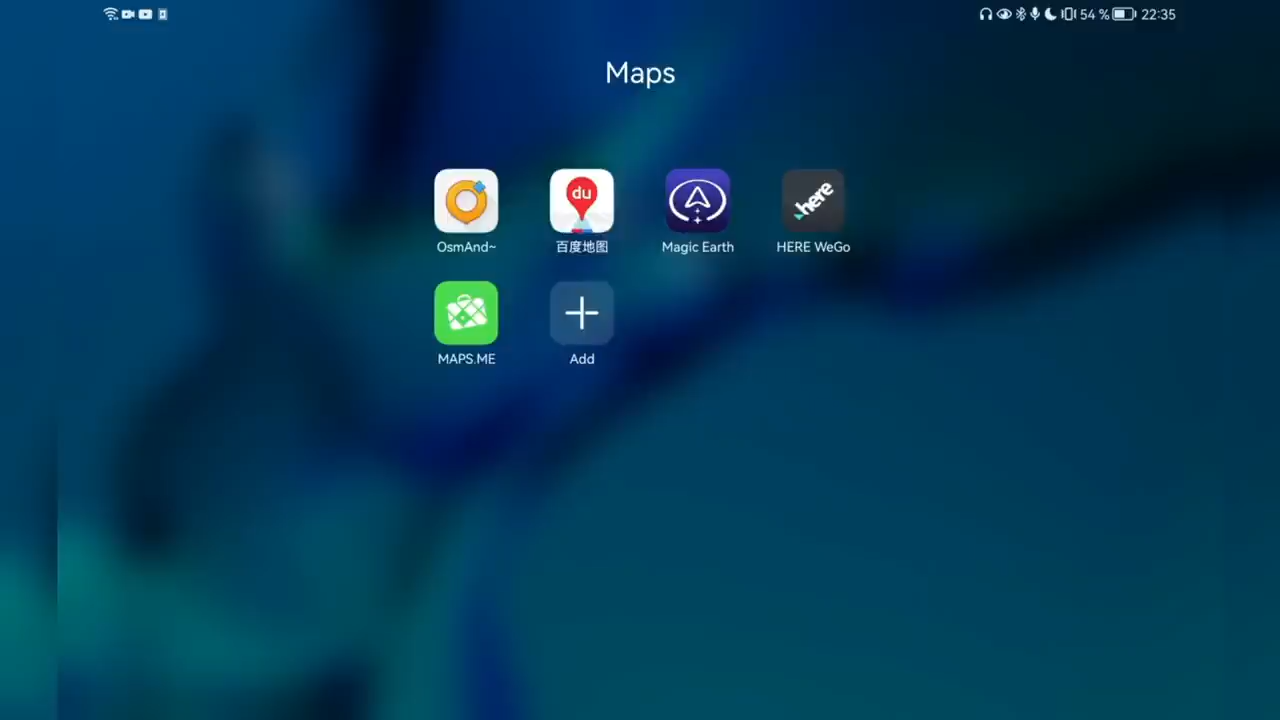 54 % 22:35
Maps
du
here
OsmAnd~ 百度地图 Magic Earth HERE WeGo
MAPS.ME Add